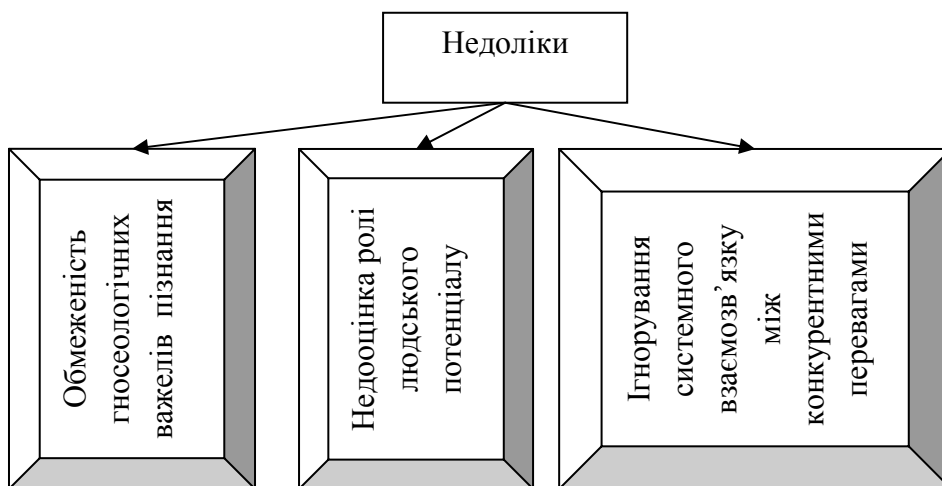 Недоліки
Обмеженість
гносеологічних
важелів пізнання
Недооцінка ролі
людського
потенціалу
Ігнорування
системного
взаємозв’язку
між
конкурентними
перевагами